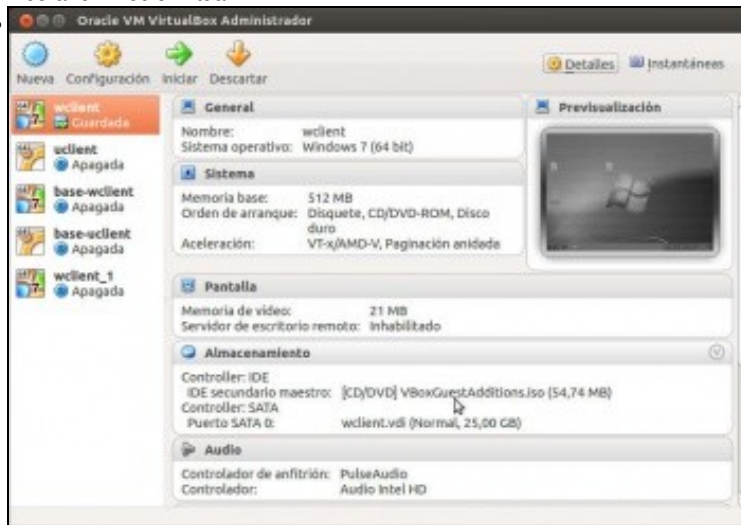 Oracle VM VirtualBox Administrador
Nueva Configuración Iniciar Descartar
Detalles Instantáneas
wclient
Guardada
uclient
Apagada
base-wclient
Apagada
base-uclient
Apagada
wclient_1
Apagada
General
Nombre: wclient
Sistema operativo: Windows 7 (64 bit)
Sistema
Memoria base: 512 MB
Orden de arranque: Disquete, CD/DVD-ROM, Disco
duro
Aceleración: VT-x/AMD-V, Paginación anidada
Previsualización
Pantalla
Memoria de vídeo: 21 MB
Servidor de escritorio remoto: Inhabilitado
Almacenamiento
Controller: IDE
IDE secundario maestro: [CD/DVD] VBoxGuestAdditions.iso (54,74 MB)
Controller: SATA
Puerto SATA 0: wclient.vdi (Normal, 25,00 GB)
Audio
Controlador de anfitrión: PulseAudio
Controlador: Audio Intel HD